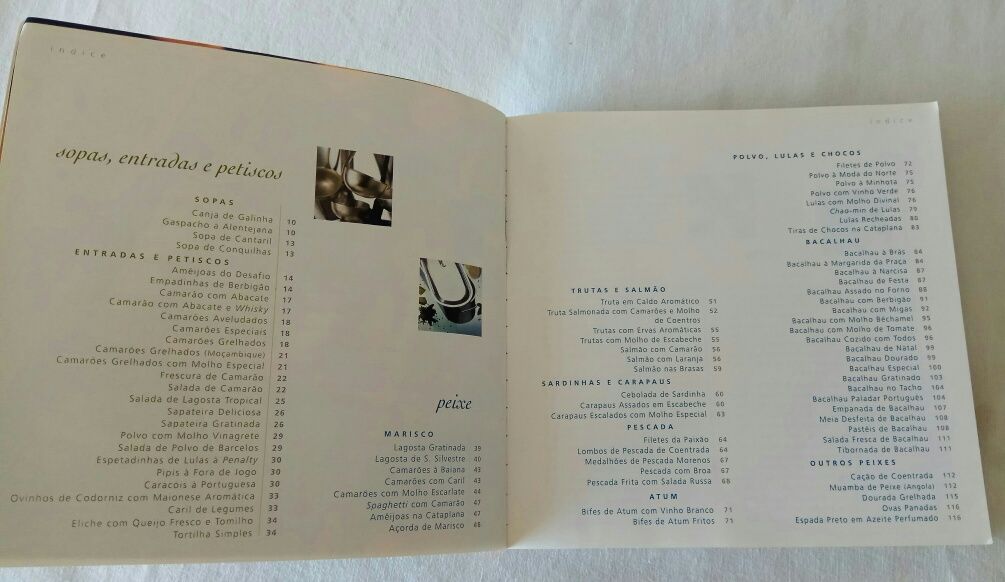 índice
sopas, entradas e petiscos
SOPAS
Canja de Galinha 10
Gaspacho à Alentejana 10
Sopa de Cantaril 13
Sopa de Conquilhas 13
ENTRADAS E PETISCOS
Amêijoas do Desafio 14
Empadinhas de Berbigão 14
Camarão com Abacate 17
Camarão com Abacate e Whisky 17
Camarões Aveludados 18
Camarões Especiais 18
Camarões Grelhados 18
Camarões Grelhados (Moçambique) 21
Camarões Grelhados com Molho Especial 21
Frescura de Camarão 22
Salada de Camarão 22
Salada de Lagosta Tropical 25
Sapateira Deliciosa 26
Sapateira Gratinada 26
Polvo com Molho Vinagrete 29
Salada de Polvo de Barcelos 29
Espetadinhas de Lulas à Penalty 30
Pipis à Fora de Jogo 30
Caracois à Portuguesa 30
Ovinhos de Codorniz com Maionese Aromática 33
Caril de Legumes 33
Eliche com Queijo Fresco e Tomilho 34
Tortilha Simples 34
peixe
MARISCO
Lagosta Gratinada 39
Lagosta de S. Silvestre 40
Camarões à Baiana 43
Camarões com Caril 43
Camarões com Molho Escarlate 44
Spaghetti com Camarão 47
Amêijoas na Cataplana 47
Açorda de Marisco 48
índice
TRUTAS E SALMÃO
Truta em Caldo Aromático 51
Truta Salmonada com Camarões e Molho 52
de Coentros
Trutas com Ervas Aromáticas 55
Trutas com Molho de Escabeche 55
Salmão com Camarão 56
Salmão com Laranja 56
Salmão nas Brasas 59
SARDINHAS E CARAPAUS
Cebolada de Sardinha 60
Carapaus Assados em Escabeche 60
Carapaus Escalados com Molho Especial 63
PESCADA
Filetes da Paixão 64
Lombos de Pescada de Coentrada 64
Medalhões de Pescada Morenos 67
Pescada com Broa 67
Pescada Frita com Salada Russa 68
ATUM
Bifes de Atum com Vinho Branco 71
Bifes de Atum Fritos 71
POLVO, LULAS E CHOCOS
Filetes de Polvo 72
Polvo à Moda do Norte 75
Polvo à Minhota 75
Polvo com Vinho Verde 76
Lulas com Molho Divinal 76
Chao-min de Lulas 79
Lulas Recheadas 80
Tiras de Chocos na Cataplana 83
BACALHAU
Bacalhau à Brás 84
Bacalhau à Margarida da Praça 84
Bacalhau à Narcisa 87
Bacalhau de Festa 87
Bacalhau Assado no Forno 88
Bacalhau com Berbigão 91
Bacalhau com Migas 92
Bacalhau com Molho Béchamel 95
Bacalhau com Molho de Tomate 96
Bacalhau Cozido com Todos 96
Bacalhau de Natal 99
Bacalhau Dourado 99
Bacalhau Especial 100
Bacalhau Gratinado 103
Bacalhau no Tacho 104
Bacalhau Paladar Português 104
Empanada de Bacalhau 107
Meia Desfeita de Bacalhau 108
Pastéis de Bacalhau 108
Salada Fresca de Bacalhau 111
Tibornada de Bacalhau 111
OUTROS PEIXES
Cação de Coentrada 112
Muamba de Peixe (Angola) 112
Dourada Grelhada 115
Ovas Panadas 116
Espada Preto em Azeite Perfumado 116